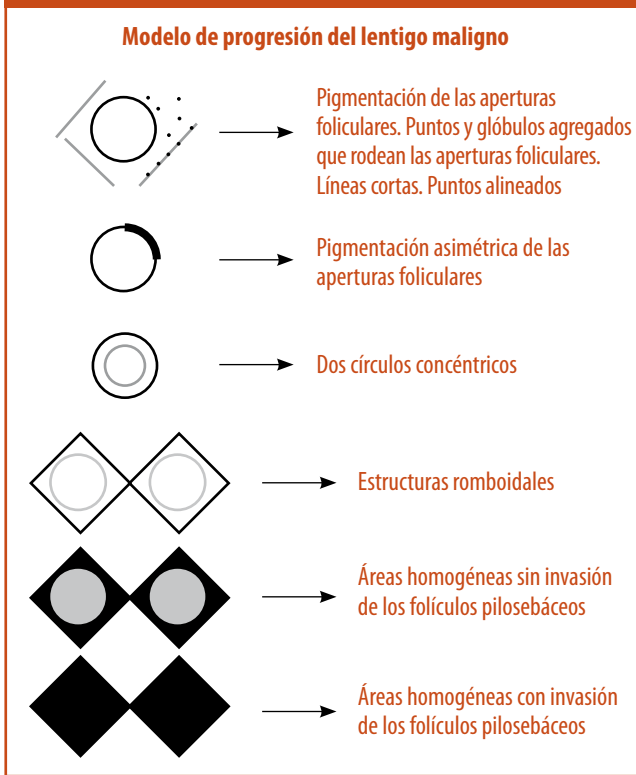 Modelo de progresión del lentigo maligno
Pigmentación de las aperturas
foliculares. Puntos y glóbulos agregados
que rodean las aperturas foliculares.
Líneas cortas. Puntos alineados
Pigmentación asimétrica de las
aperturas foliculares
Dos círculos concéntricos
Estructuras romboidales
Áreas homogéneas sin invasión
de los folículos pilosebáceos
Áreas homogéneas con invasión
de los folículos pilosebáceos